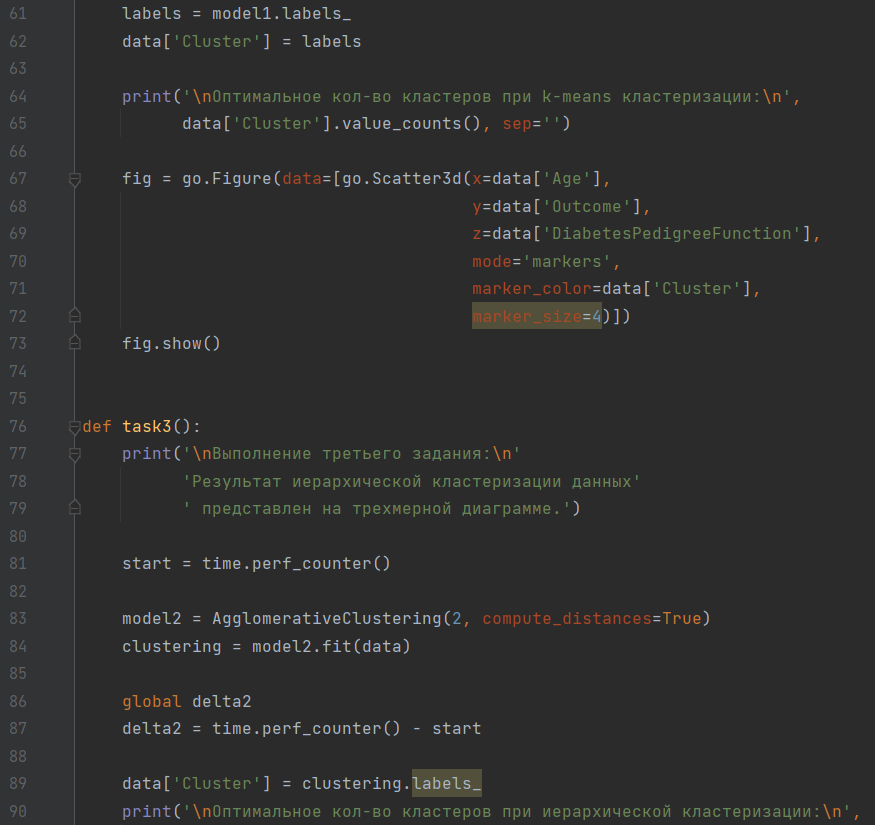 61 labels = model1.labels_
62 data['Cluster'] = labels
63
64 print('\nОптимальное кол-во кластеров при k-means кластеризации:\n',
65 data['Cluster'].value_counts(), sep='')
66
67 fig = go.Figure(data=[go.Scatter3d(x=data['Age'],
68 y=data['Outcome'],
69 z=data['DiabetesPedigreeFunction'],
70 mode='markers',
71 marker_color=data['Cluster'],
72 marker_size=4)])
73 fig.show()
74
75
76 def task3():
77 print('\nВыполнение третьего задания:\n'
78 'Результат иерархической кластеризации данных'
79 ' представлен на трехмерной диаграмме.')
80
81 start = time.perf_counter()
82
83 model2 = AgglomerativeClustering(2, compute_distances=True)
84 clustering = model2.fit(data)
85
86 global delta2
87 delta2 = time.perf_counter() - start
88
89 data['Cluster'] = clustering.labels_
90 print('\nОптимальное кол-во кластеров при иерархической кластеризации:\n',